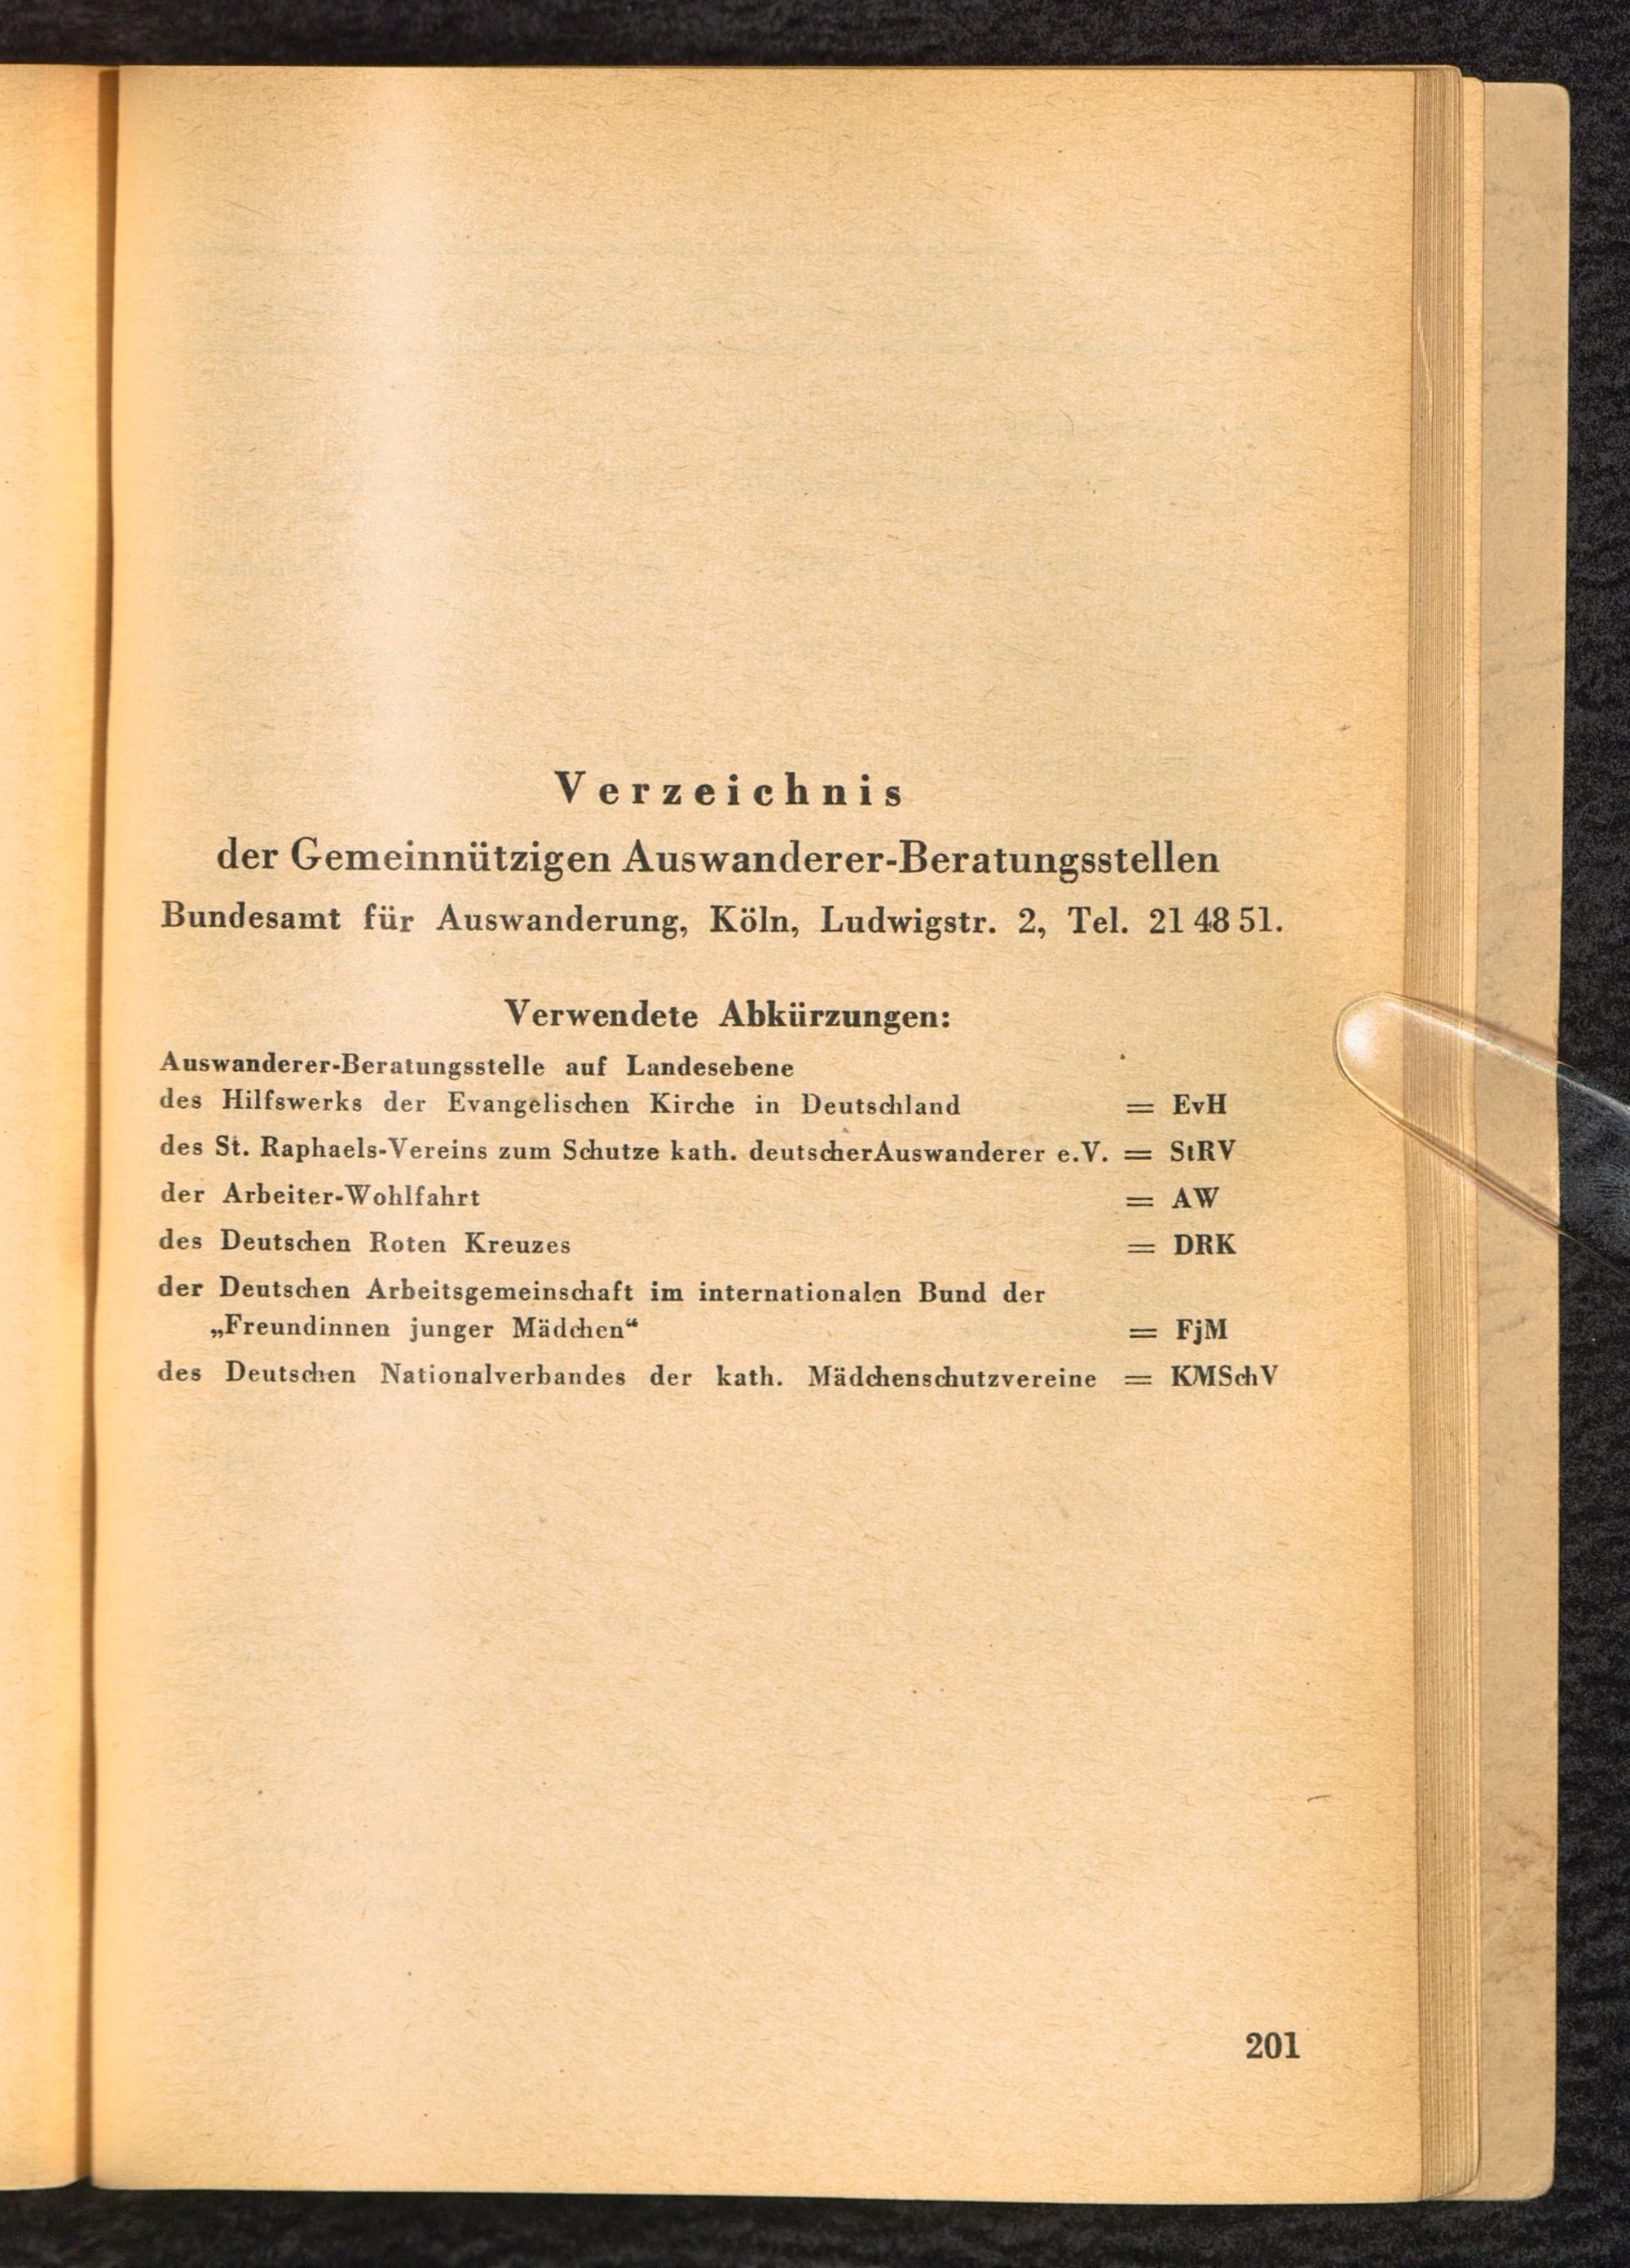 Verzeichnis
der Gemeinnützigen Auswanderer-Beratungsstellen
Bundesamt für Auswanderung, Köln, Ludwigstr. 2, Tel. 21 48 51.
Verwendete Abkürzungen:
Auswanderer-Beratungsstelle auf Landesebene
des Hilfswerks der Evangelischen Kirche in Deutschland = EvH
des St. Raphaels-Vereins zum Schutze kath. deutscher Auswanderer e.V. = StRV
der Arbeiter-Wohlfahrt = AW
des Deutschen Roten Kreuzes = DRK
der Deutschen Arbeitsgemeinschaft im internationalen Bund der
„Freundinnen junger Mädchen“ = FjM
des Deutschen Nationalverbandes der kath. Mädchenschutzvereine = KMSchV
201